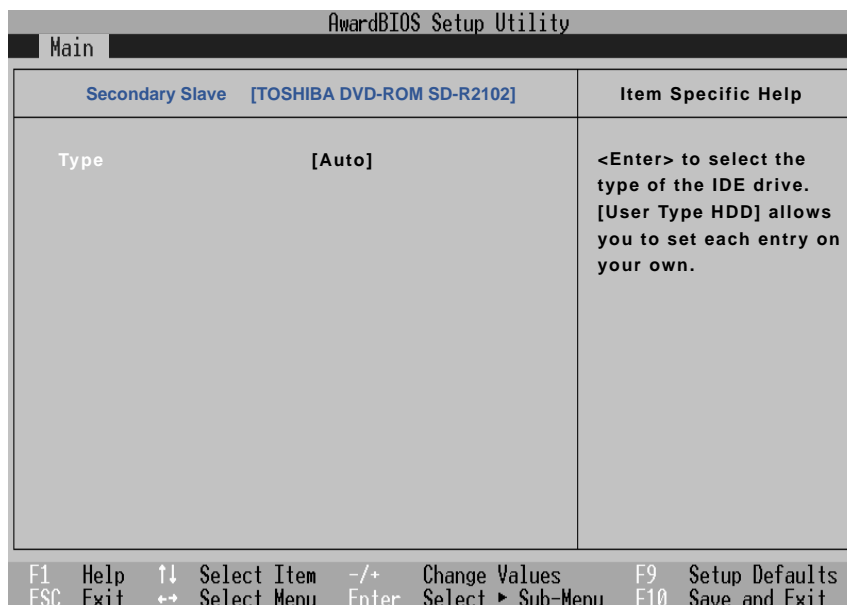 AwardBIOS Setup Utility
Main
Secondary Slave [TOSHIBA DVD-ROM SD-R2102]
Item Specific Help
Type [Auto]
<Enter> to select the
type of the IDE drive.
[User Type HDD] allows
you to set each entry on
your own.
F1 Help ↑↓ Select Item -/+ Change Values F9 Setup Defaults
ESC Exit ←→ Select Menu Enter Select ▶ Sub-Menu F10 Save and Exit